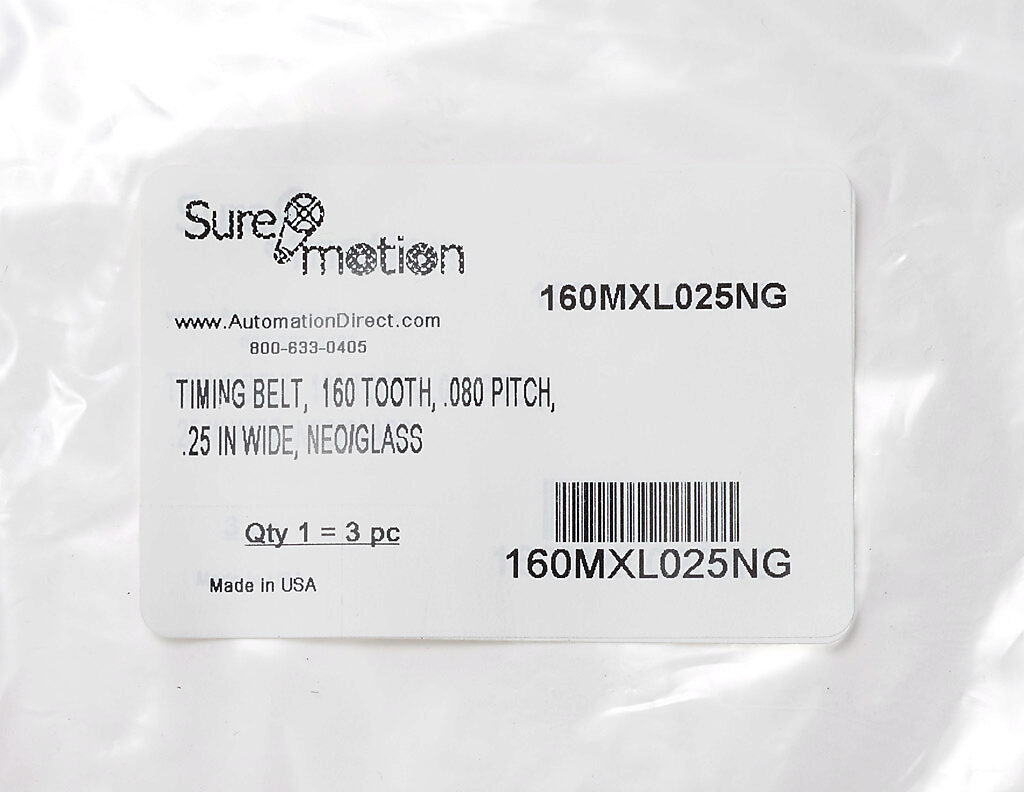 Sure
motion
160MXL025NG
www.AutomationDirect.com
800-633-0405
TIMING BELT, 160 TOOTH, .080 PITCH,
.25 IN WIDE, NEO/GLASS
Qty 1 = 3 pc
160MXL025NG
Made in USA